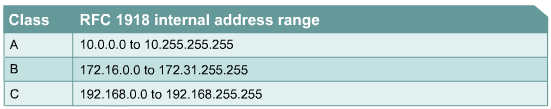 Class RFC 1918 internal address range
A 10.0.0.0 to 10.255.255.255
B 172.16.0.0 to 172.31.255.255
C 192.168.0.0 to 192.168.255.255